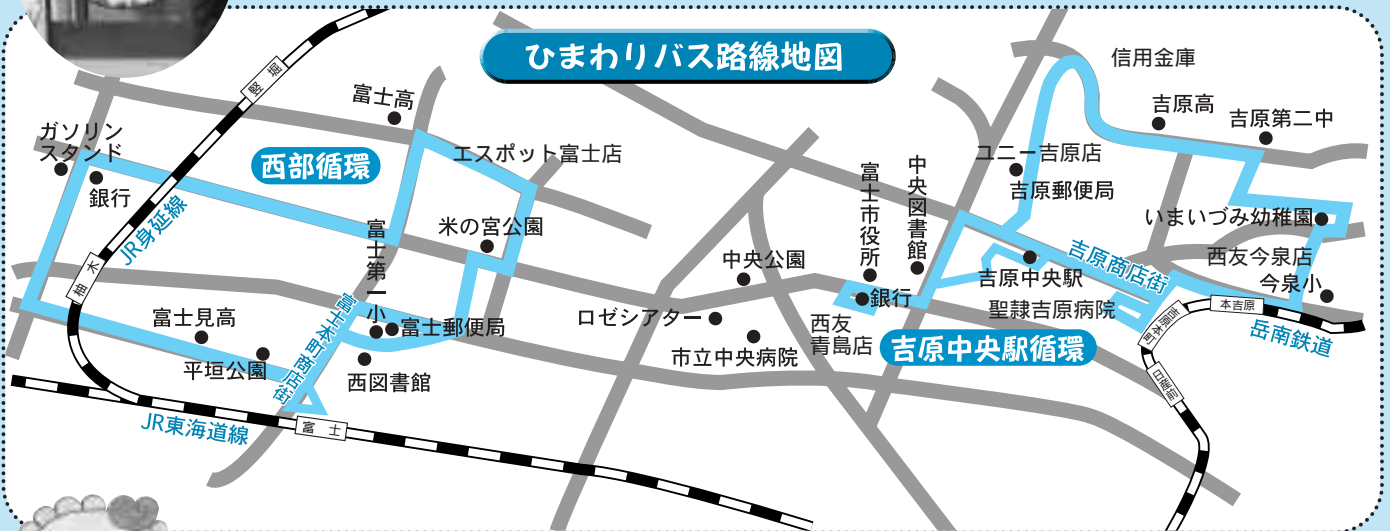 ひまわりバス路線地図
竪堀
富士高
ガソリン
スタンド
銀行
西部循環
エスポット富士店
JR身延線
富士第一小
米の宮公園
柚木
富士見高
平垣公園
富士本町商店街
富士郵便局
西図書館
JR東海道線
富士
信用金庫
吉原高
吉原第二中
ユニー吉原店
吉原郵便局
富士市役所
中央図書館
いまいづみ幼稚園
西友今泉店
今泉小
中央公園
吉原中央駅
吉原商店街
銀行
聖隷吉原病院
ロゼシアター
西友
青島店
市立中央病院
吉原中央駅循環
本吉原
吉原本町
岳南鉄道
日産前